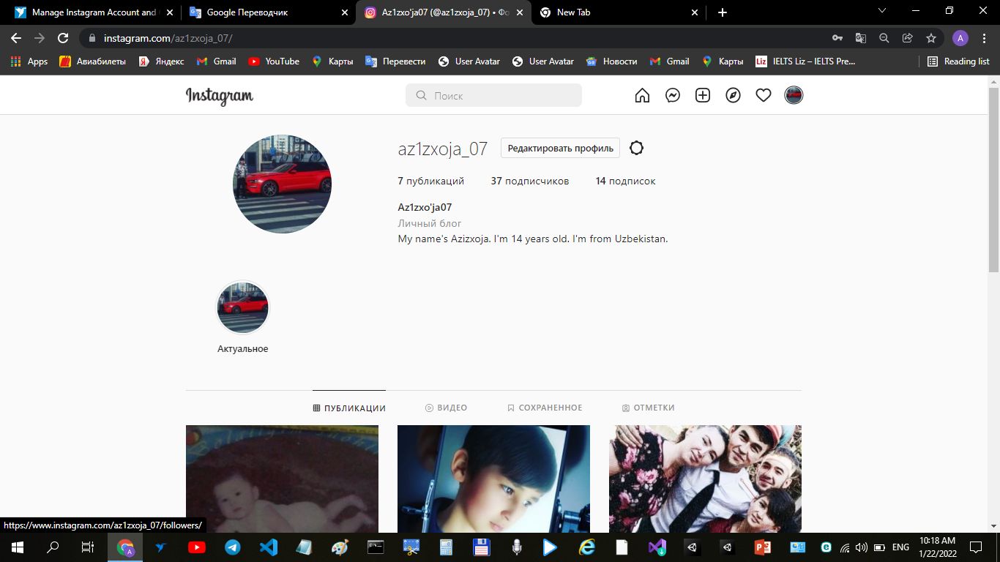 Manage Instagram Account and
Google Переводчик
Az1zxo'ja07 (@az1zxoja_07) • Фо
New Tab
instagram.com/az1zxoja_07/
A
Apps
Авиабилеты
Яндекс
Gmail
YouTube
Карты
Перевести
User Avatar
User Avatar
Новости
Gmail
Карты
Liz
IELTS Liz – IELTS Pre...
Reading list
Instagram
Поиск
az1zxoja_07
Редактировать профиль
7 публикаций
37 подписчиков
14 подписок
Az1zxo'ja07
Личный блог
My name's Azizxoja. I'm 14 years old. I'm from Uzbekistan.
Актуальное
ПУБЛИКАЦИИ
ВИДЕО
СОХРАНЕННОЕ
ОТМЕТКИ
https://www.instagram.com/az1zxoja_07/followers/
ENG
10:18 AM
1/22/2022